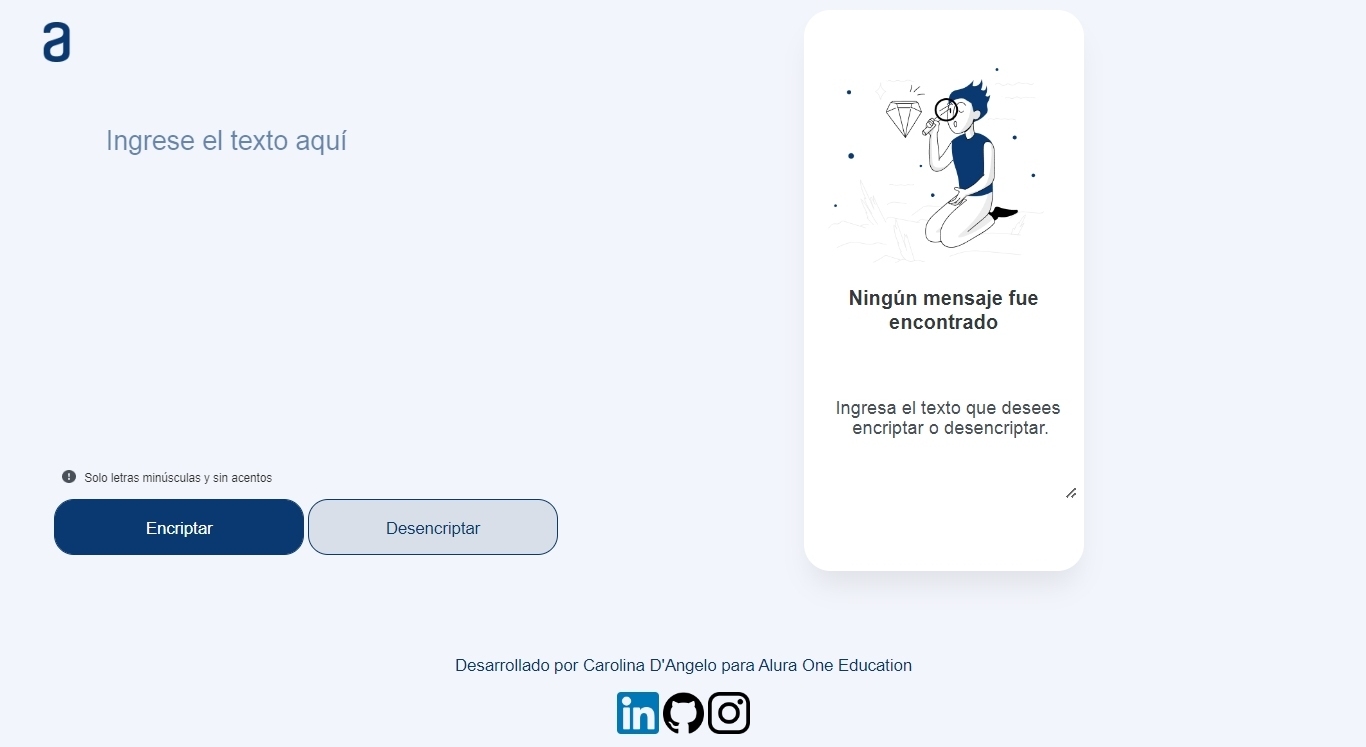 a
Ingrese el texto aquí
Solo letras minúsculas y sin acentos
Encriptar
Desencriptar
Ningún mensaje fue
encontrado
Ingresa el texto que desees
encriptar o desencriptar.
Desarrollado por Carolina D'Angelo para Alura One Education
in